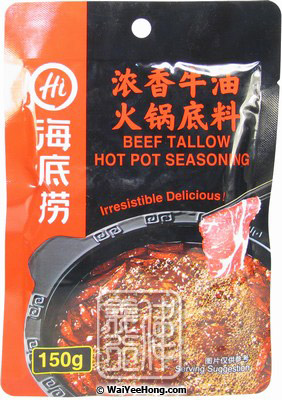 Hi
海底捞
浓香牛油
火锅底料
BEEF TALLOW
HOT POT SEASONING
Irresistible Delicious!
150g
图片仅供参考
Serving Suggestion
© www.WaiYeeHong.com